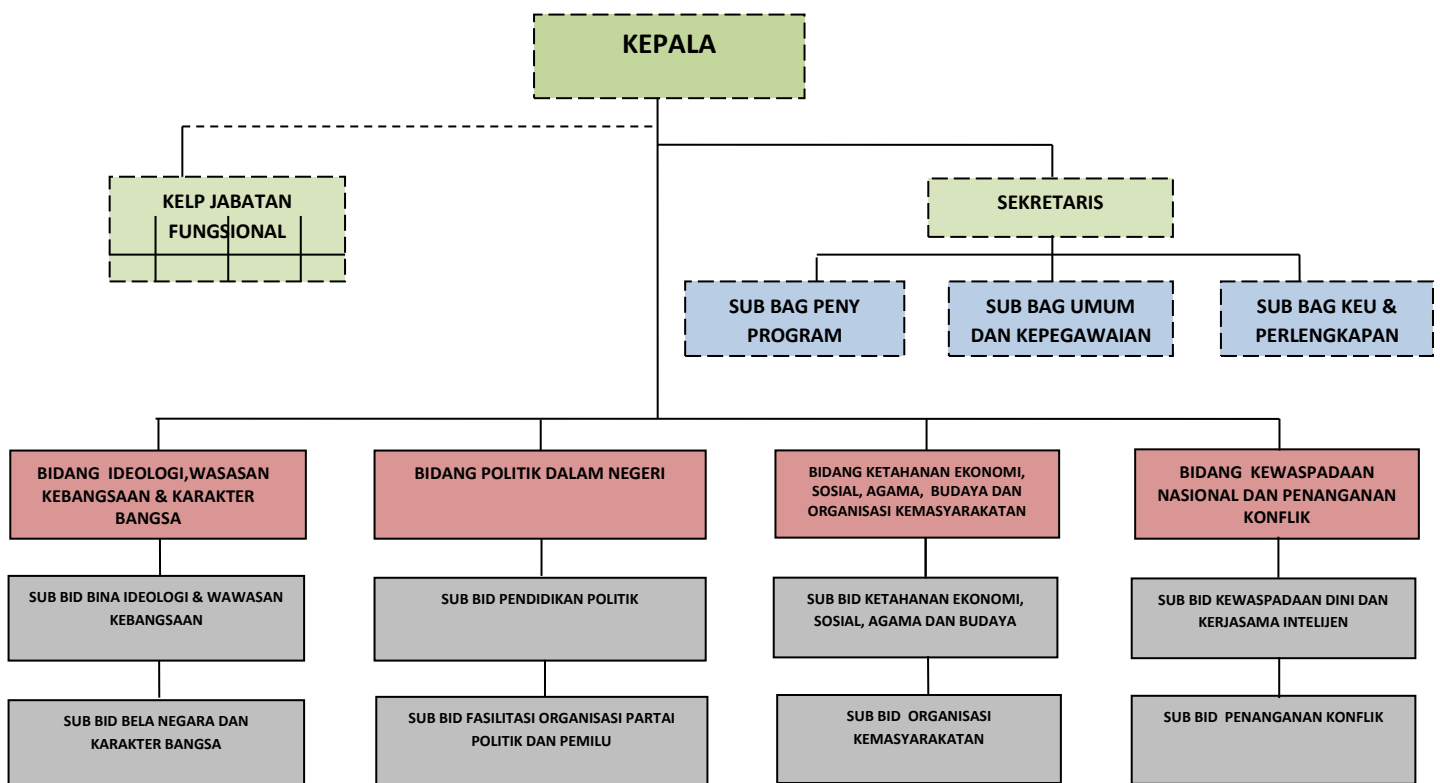 KEPALA
KELP JABATAN
FUNGSIONAL
SEKRETARIS
SUB BAG PENY
PROGRAM
SUB BAG UMUM
DAN KEPEGAWAIAN
SUB BAG KEU &
PERLENGKAPAN
BIDANG IDEOLOGI,WASASAN
KEBANGSAAN & KARAKTER
BANGSA
BIDANG POLITIK DALAM NEGERI
BIDANG KETAHANAN EKONOMI,
SOSIAL, AGAMA, BUDAYA DAN
ORGANISASI KEMASYARAKATAN
BIDANG KEWASPADAAN
NASIONAL DAN PENANGANAN
KONFLIK
SUB BID BINA IDEOLOGI & WAWASAN
KEBANGSAAN
SUB BID PENDIDIKAN POLITIK
SUB BID KETAHANAN EKONOMI,
SOSIAL, AGAMA DAN BUDAYA
SUB BID KEWASPADAAN DINI DAN
KERJASAMA INTELIJEN
SUB BID BELA NEGARA DAN
KARAKTER BANGSA
SUB BID FASILITASI ORGANISASI PARTAI
POLITIK DAN PEMILU
SUB BID ORGANISASI
KEMASYARAKATAN
SUB BID PENANGANAN KONFLIK